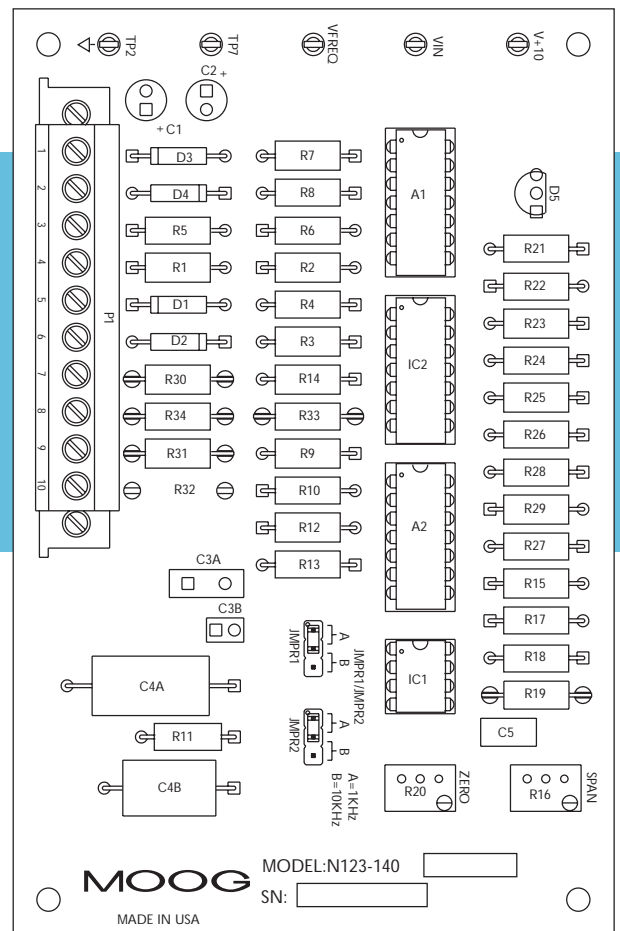 TP2
TP7
VFREQ
VIN
V+10
C2 +
+ C1
D3
R7
D4
R8
A1
D5
R5
R6
R21
R1
R2
R22
D1
R4
R23
D2
R3
IC2
R24
R30
R14
R25
R34
R33
R26
R31
R9
R28
R32
R10
A2
R29
R12
R27
R13
R15
1
2
3
4
5
6
7
8
9
10
P1
C3A
C3B
R17
R18
R19
JMPR1
A
B
JMPR1/JMPR2
IC1
C4A
R11
C4B
JMPR2
A
B
A=1KHz
B=10KHz
C5
R20
ZERO
R16
SPAN
MOOG
MODEL:N123-140
SN:
MADE IN USA